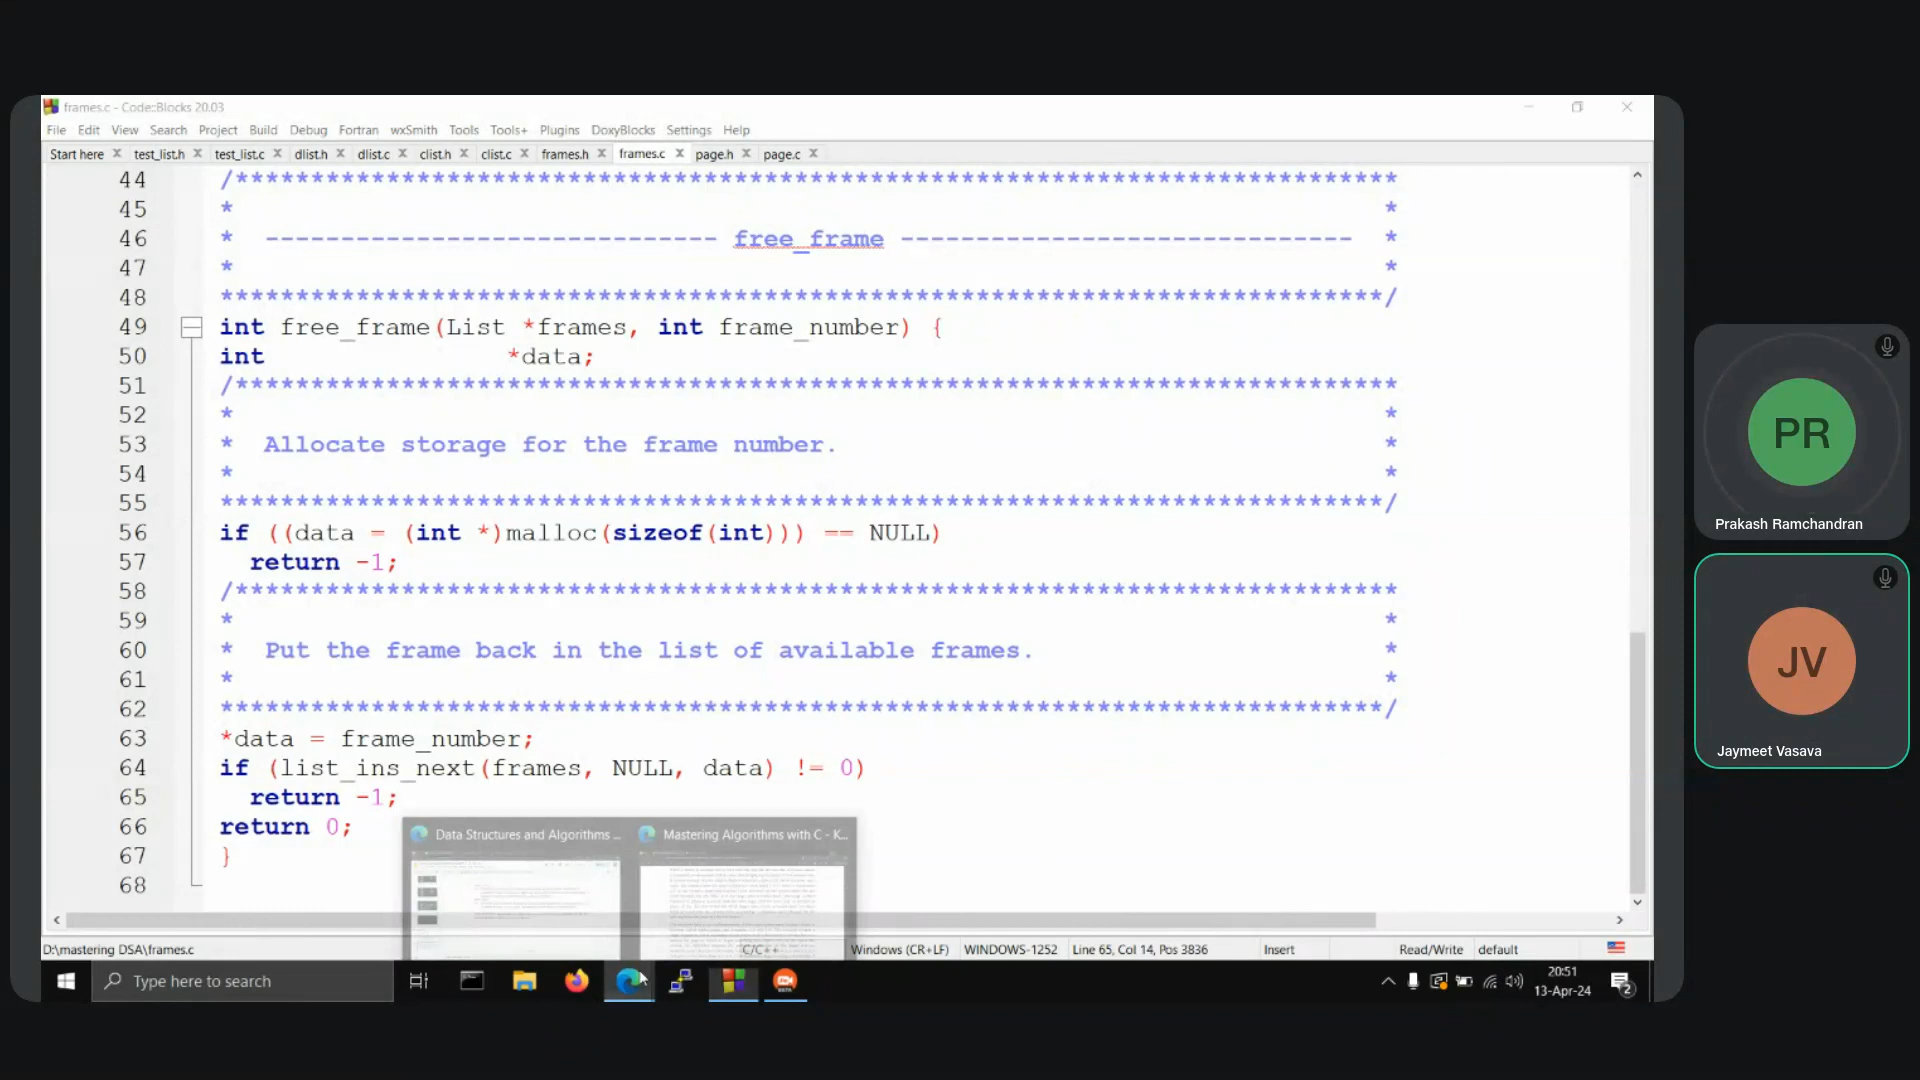 frames.c - Code::Blocks 20.03
File Edit View Search Project Build Debug Fortran wxSmith Tools Tools+ Plugins DoxyBlocks Settings Help
Start here test_list.h test_list.c dlist.h dlist.c clist.h clist.c frames.h frames.c page.h page.c
44 /*****************************************************************************
45 * *
46 * ------------------------------ free_frame ------------------------------ *
47 * *
48 *****************************************************************************/
49 int free_frame(List *frames, int frame_number) {
50 int *data;
51 /*****************************************************************************
52 * *
53 * Allocate storage for the frame number. *
54 * *
55 *****************************************************************************/
56 if ((data = (int *)malloc(sizeof(int))) == NULL)
57 return -1;
58 /*****************************************************************************
59 * *
60 * Put the frame back in the list of available frames. *
61 * *
62 *****************************************************************************/
63 *data = frame_number;
64 if (list_ins_next(frames, NULL, data) != 0)
65 return -1;
66 return 0;
67 }
68
Data Structures and Algorithms ...
Mastering Algorithms with C - K...
D:\mastering DSA\frames.c C/C++ Windows (CR+LF) WINDOWS-1252 Line 65, Col 14, Pos 3836 Insert Read/Write default
Type here to search
20:51
13-Apr-24
2
PR
Prakash Ramchandran
JV
Jaymeet Vasava